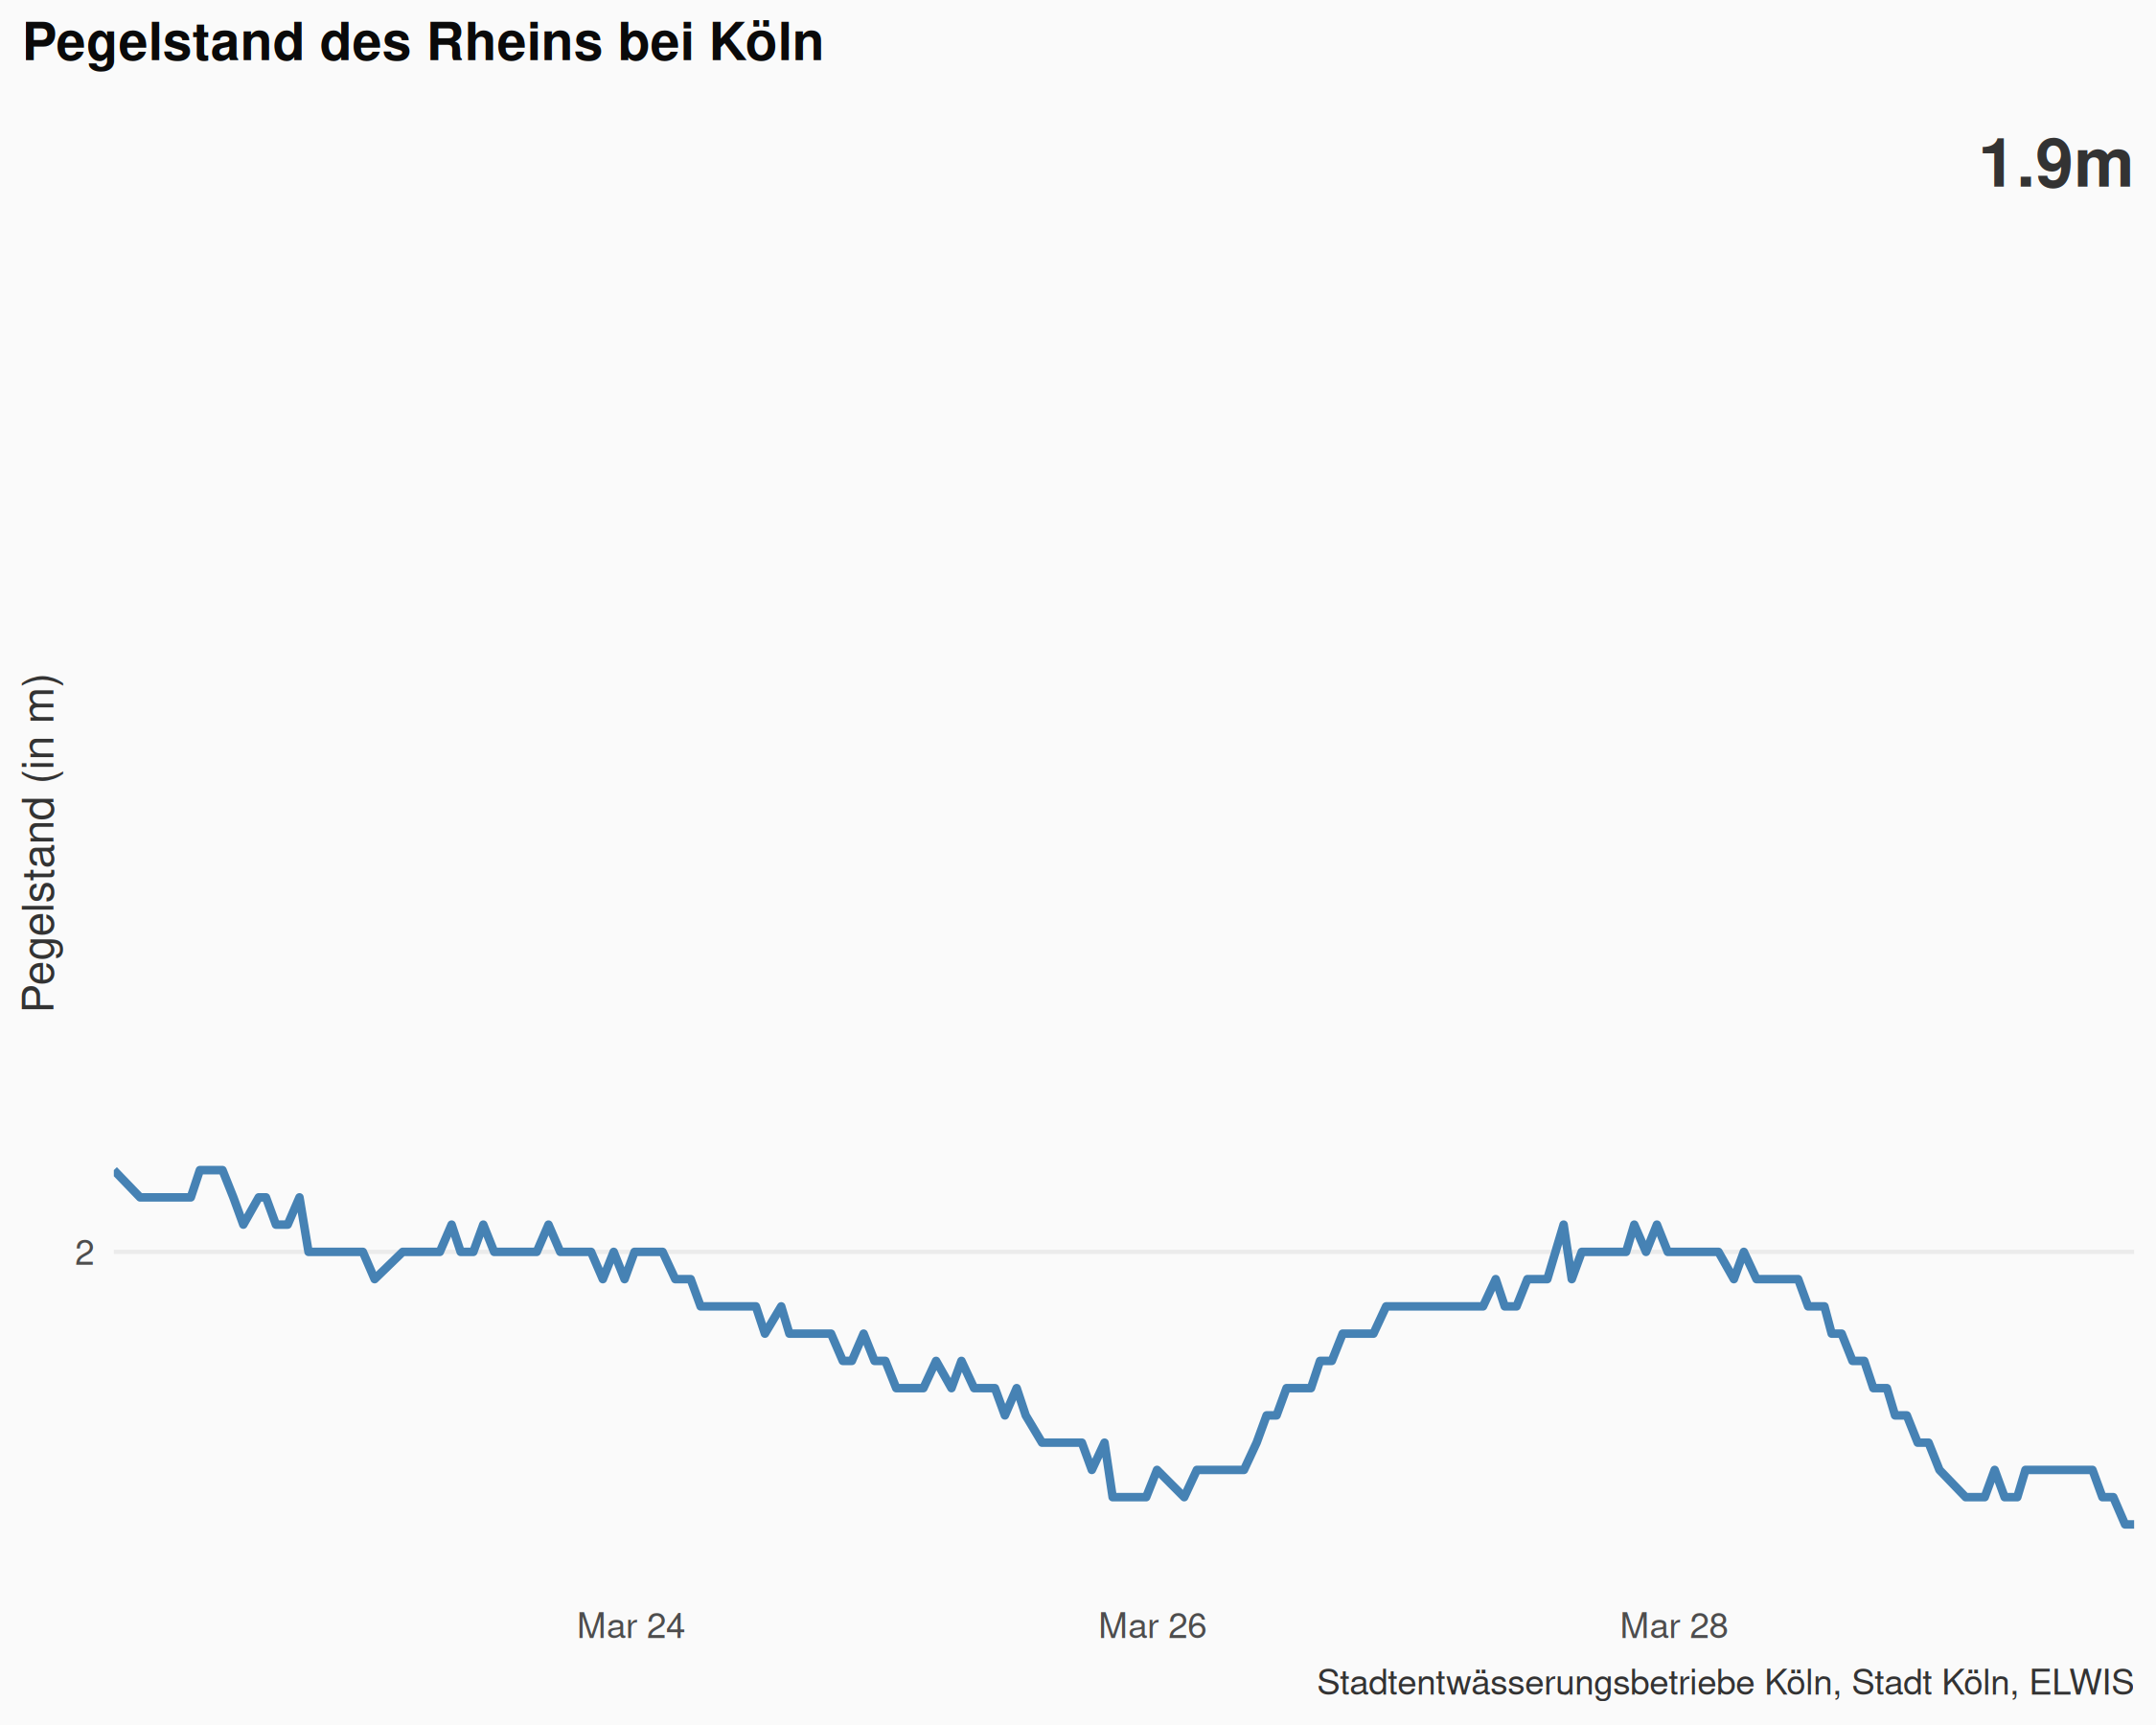 Pegelstand des Rheins bei Köln
1.9m
Pegelstand (in m)
2
Mar 24
Mar 26
Mar 28
Stadtentwässerungsbetriebe Köln, Stadt Köln, ELWIS